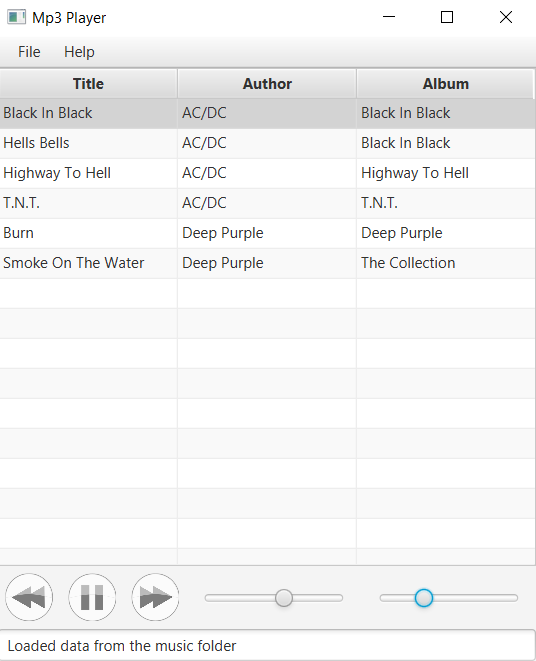 Mp3 Player
File Help
Title Author Album
Black In Black AC/DC Black In Black
Hells Bells AC/DC Black In Black
Highway To Hell AC/DC Highway To Hell
T.N.T. AC/DC T.N.T.
Burn Deep Purple Deep Purple
Smoke On The Water Deep Purple The Collection
Loaded data from the music folder